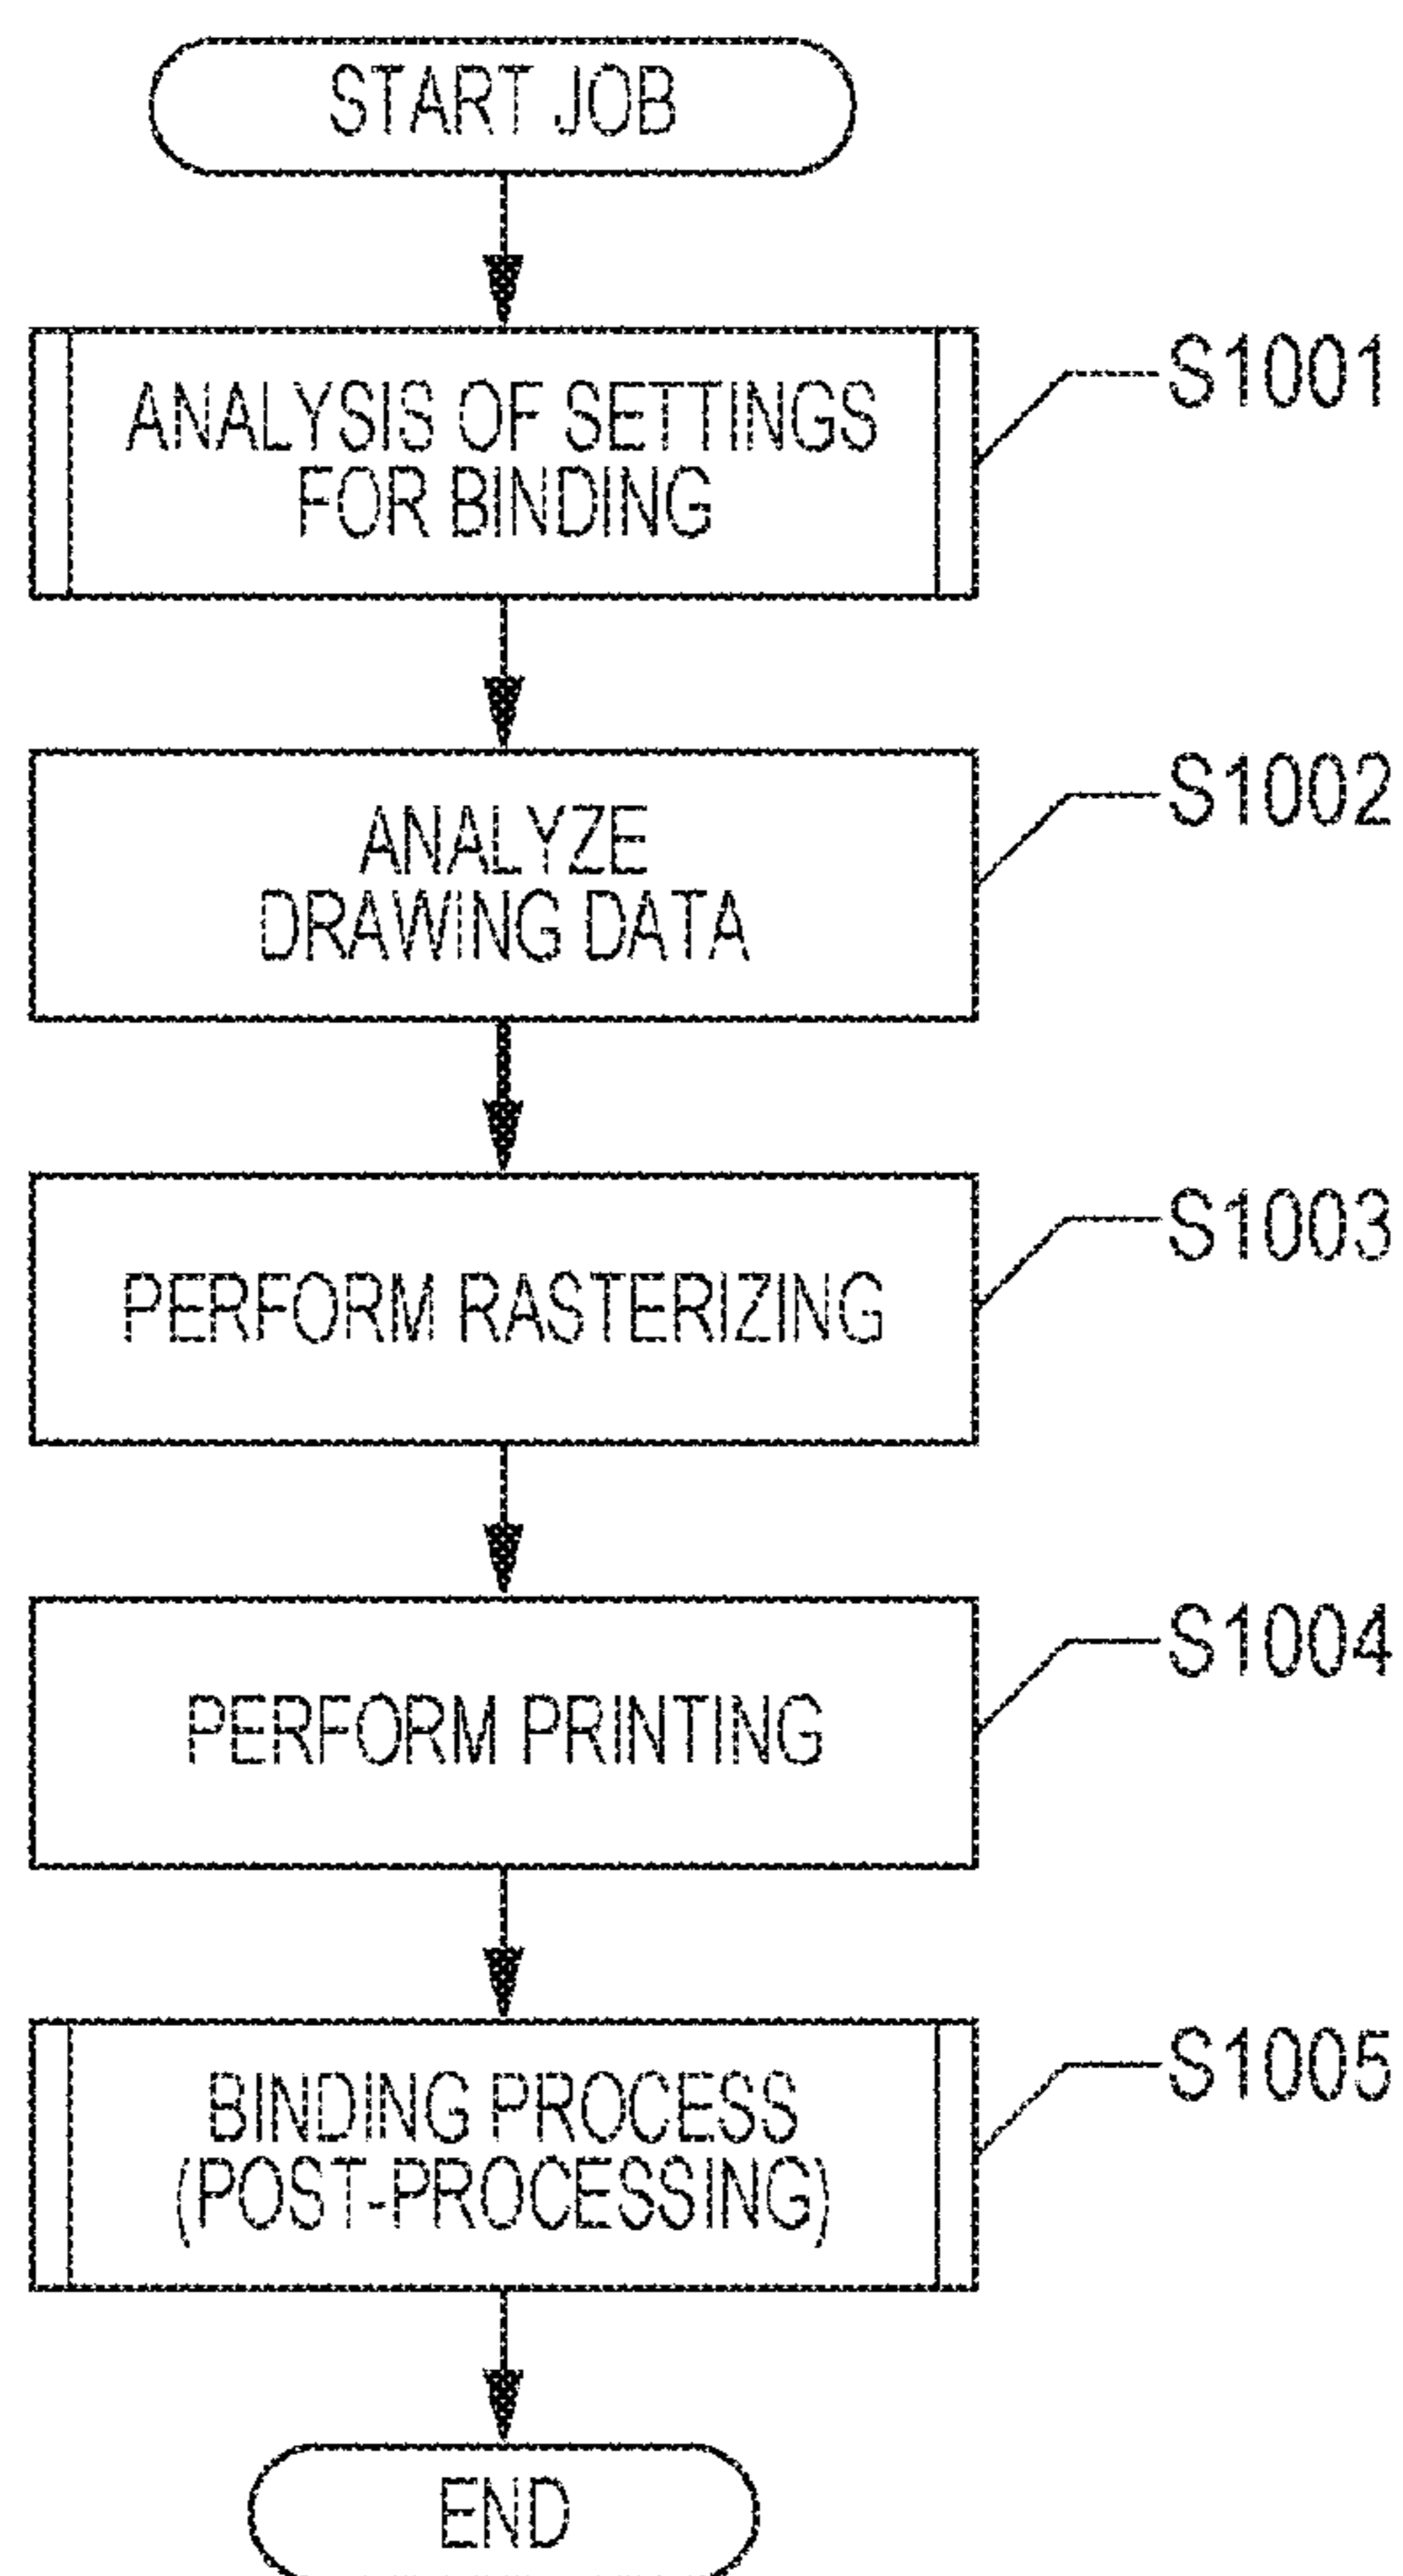 START JOB
ANALYSIS OF SETTINGS
FOR BINDING
S1001
ANALYZE
DRAWING DATA
S1002
PERFORM RASTERIZING
S1003
PERFORM PRINTING
S1004
BINDING PROCESS
(POST-PROCESSING)
S1005
END